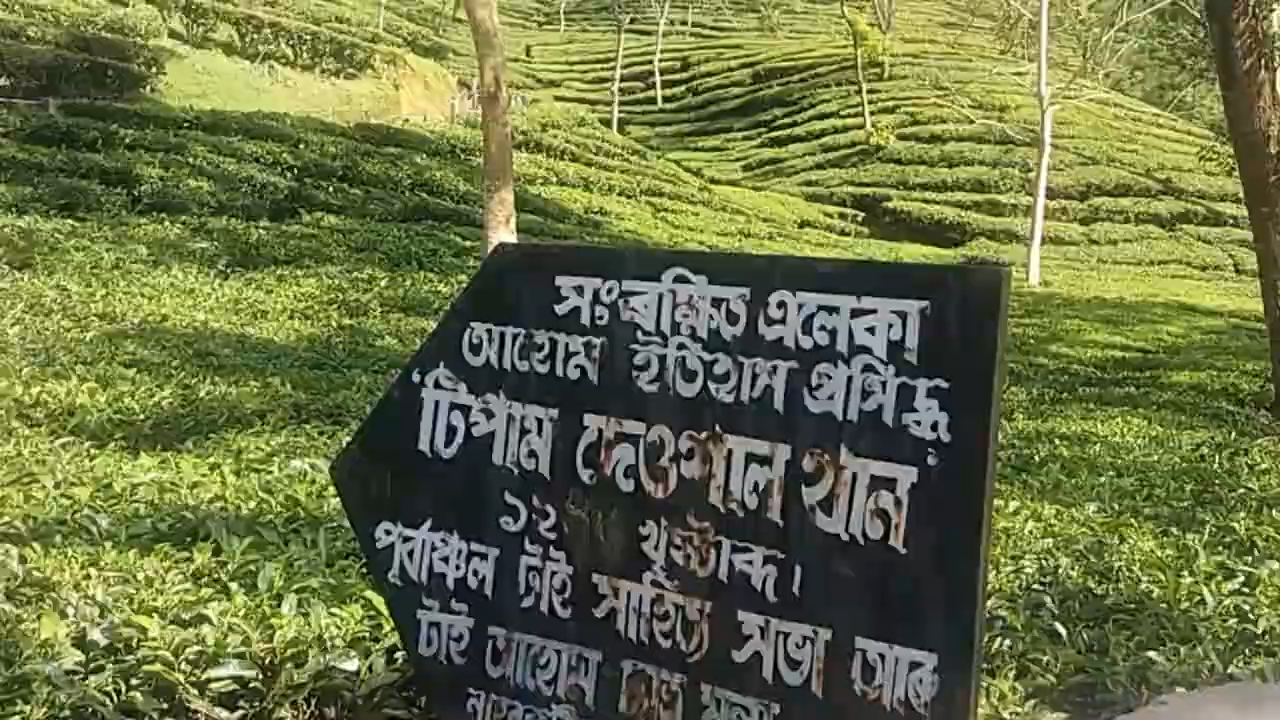 সংৰক্ষিত এলেকা
আহোম ইতিহাস প্ৰসিদ্ধ
'টিপাম দেওশাল থান'
১২ খৃস্টাব্দ।
পূৰ্বাঞ্চল টাই সাহিত্য সভা আৰু
টাই আহোম